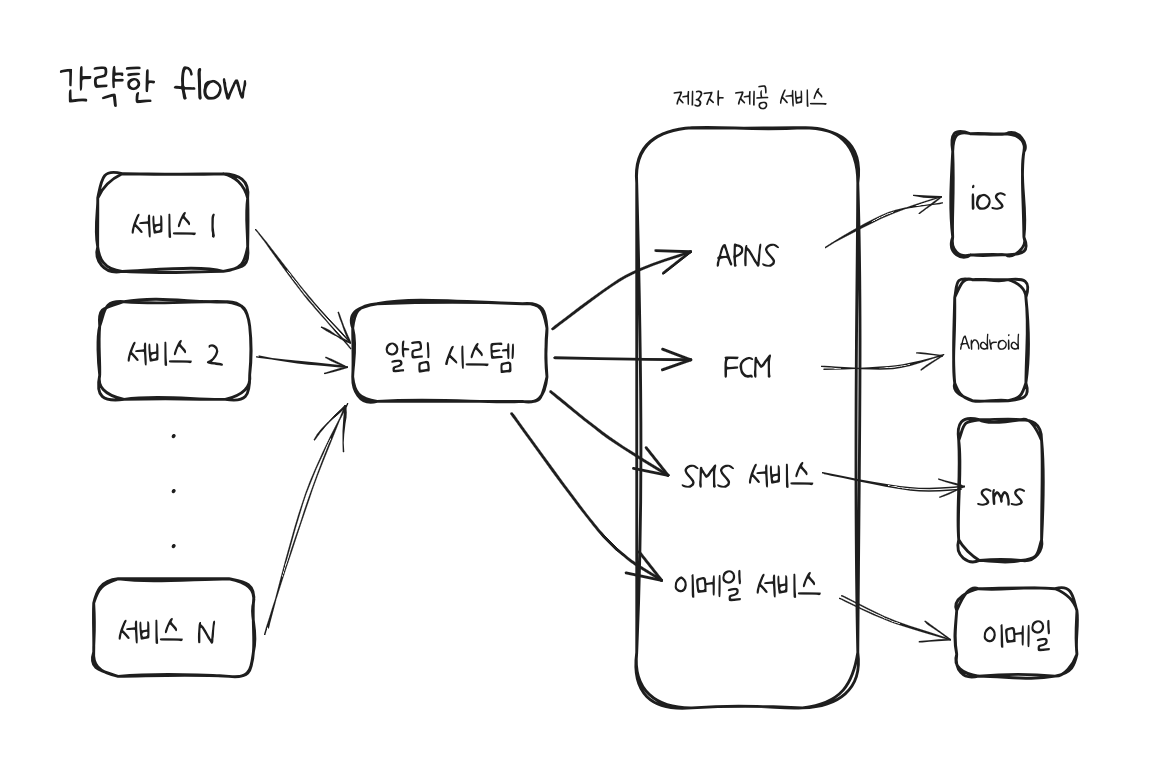 간략한 flow
제3자 제공 서비스
서비스 1
서비스 2
서비스 N
알림 시스템
APNS
FCM
SMS 서비스
이메일 서비스
ios
Android
sms
이메일